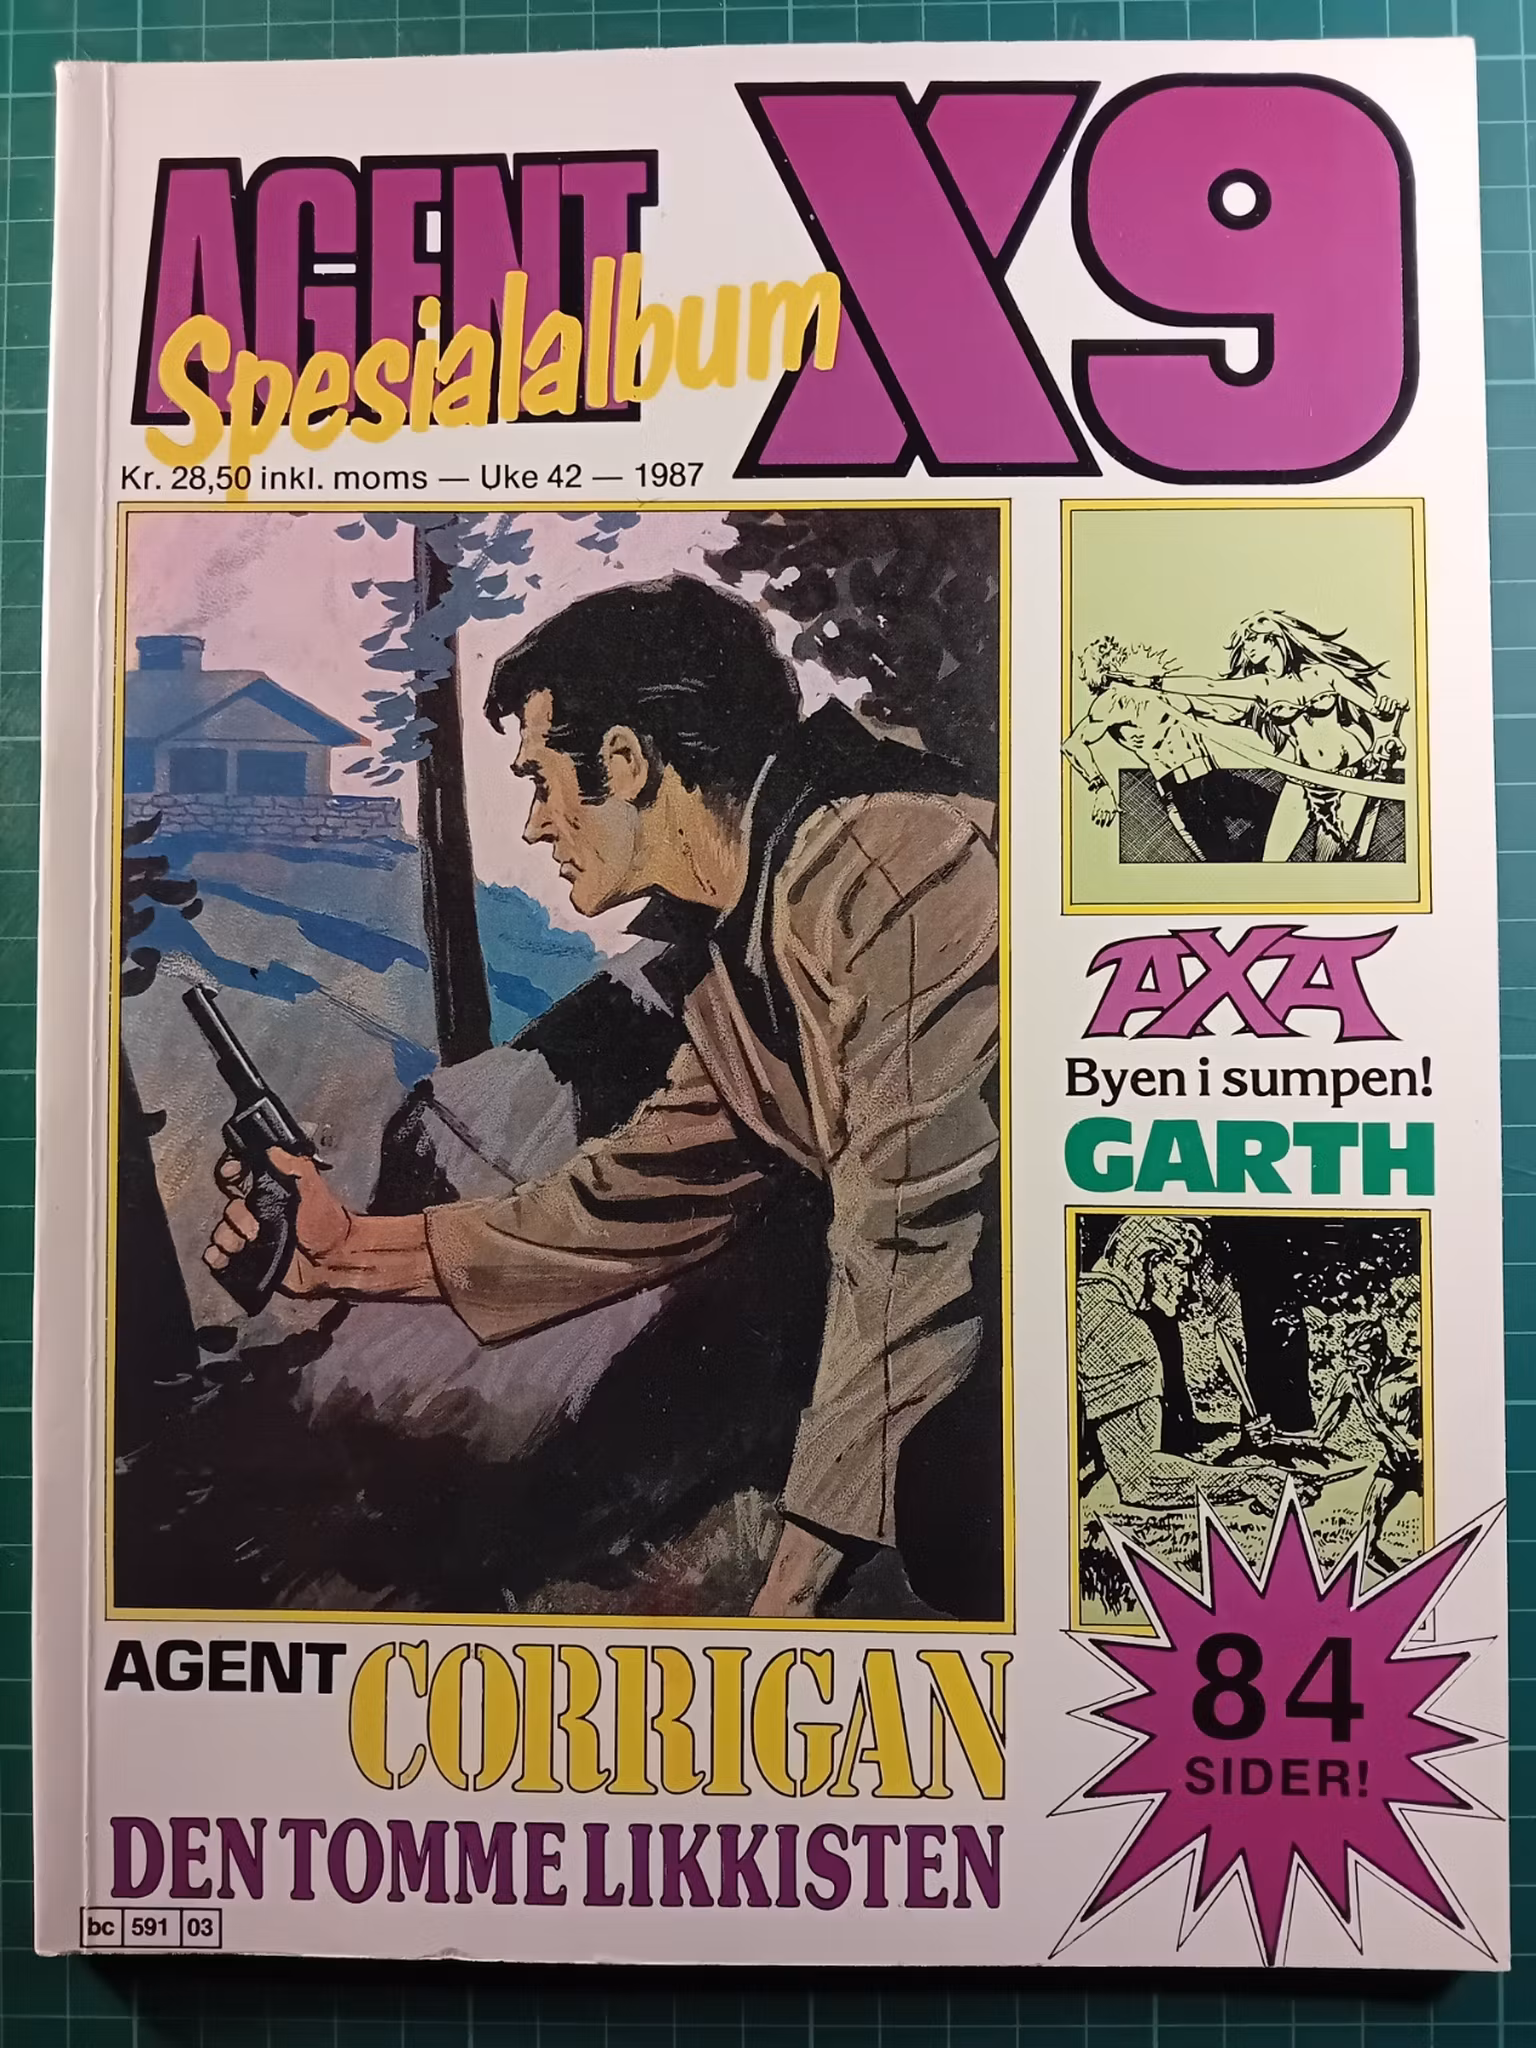 AGENT X9
Spesialalbum
Kr. 28,50 inkl. moms — Uke 42 — 1987
AXA
Byen i sumpen!
GARTH
84
SIDER!
AGENT CORRIGAN
DEN TOMME LIKKISTEN
bc 591 03